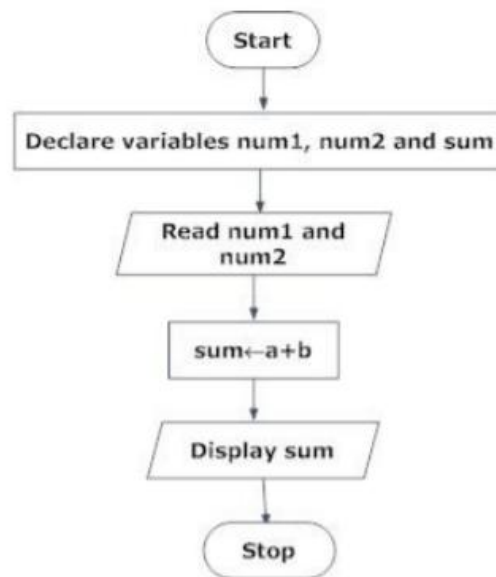 Start
Declare variables num1, num2 and sum
Read num1 and
num2
sum←a+b
Display sum
Stop